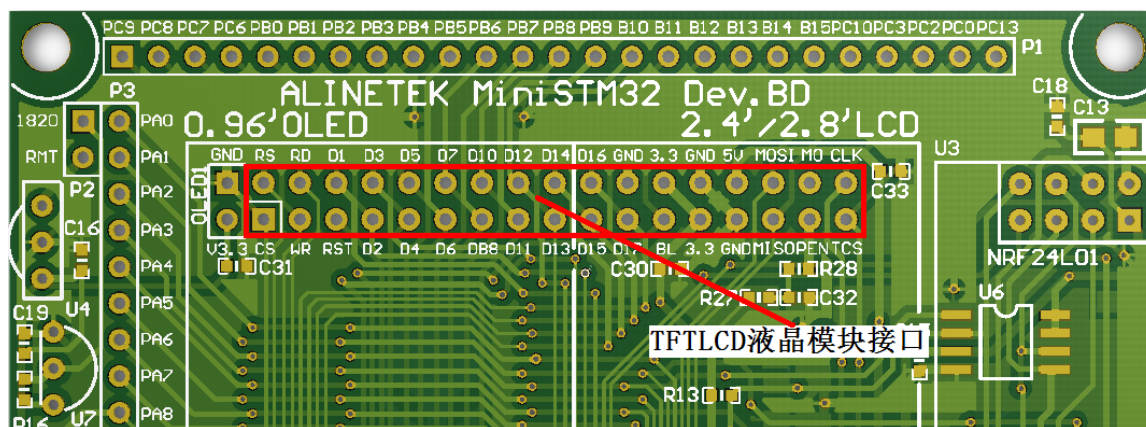 PC9 PC8 PC7 PC6 PB0 PB1 PB2 PB3 PB4 PB5 PB6 PB7 PB8 PB9 B10 B11 B12 B13 B14 B15 PC10 PC3 PC2 PC0 PC13
P1
P3
ALINETEK MiniSTM32 Dev.BD
C18
C13
1820
PA0
0.96'OLED
2.4'/2.8'LCD
RMT
PA1
GND RS RD D1 D3 D5 D7 D10 D12 D14 D16 GND 3.3 GND 5V MOSI MO CLK
U3
P2
PA2
OLED1
C33
C16
PA3
V3.3 CS WR RST D2 D4 D6 DB8 D11 D13 D15 D17 BL 3.3 GND MISO PEN TCS
NRF24L01
PA4
C31
C30
R28
R27
C32
U6
PA5
C19
U4
PA6
TFTLCD液晶模块接口
PA7
R13
R16
U7
PA8